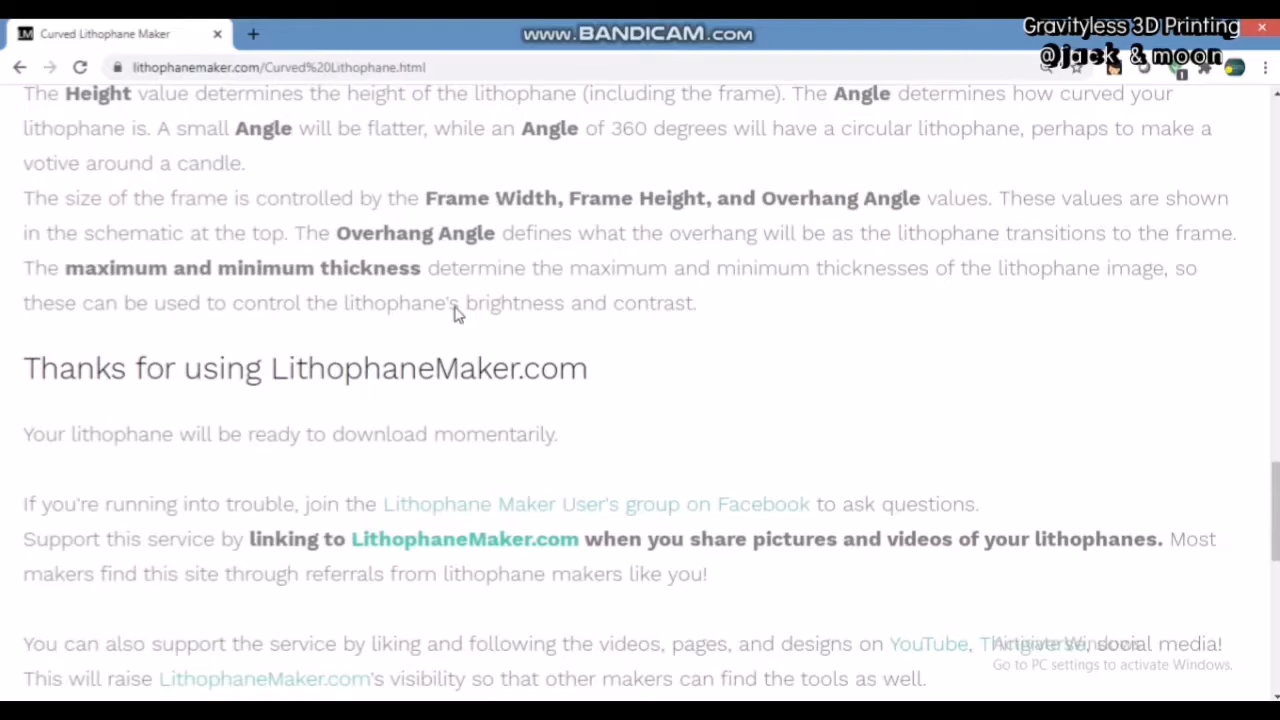 Curved Lithophane Maker
www.BANDICAM.com
Gravityless 3D Printing
@jack & moon
lithophanemaker.com/Curved%20Lithophane.html
The Height value determines the height of the lithophane (including the frame). The Angle determines how curved your
lithophane is. A small Angle will be flatter, while an Angle of 360 degrees will have a circular lithophane, perhaps to make a
votive around a candle.
The size of the frame is controlled by the Frame Width, Frame Height, and Overhang Angle values. These values are shown
in the schematic at the top. The Overhang Angle defines what the overhang will be as the lithophane transitions to the frame.
The maximum and minimum thickness determine the maximum and minimum thicknesses of the lithophane image, so
these can be used to control the lithophane's brightness and contrast.
Thanks for using LithophaneMaker.com
Your lithophane will be ready to download momentarily.
If you're running into trouble, join the Lithophane Maker User's group on Facebook to ask questions.
Support this service by linking to LithophaneMaker.com when you share pictures and videos of your lithophanes. Most
makers find this site through referrals from lithophane makers like you!
You can also support the service by liking and following the videos, pages, and designs on YouTube, Thingiverse, social media!
Activate Windows
Go to PC settings to activate Windows.
This will raise LithophaneMaker.com's visibility so that other makers can find the tools as well.